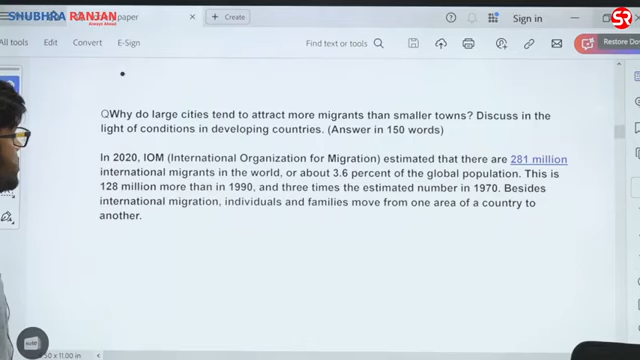 SHUBHRA RANJAN paper
Always Ahead
Create
Sign in
SR
All tools Edit Convert E-Sign
Find text or tools
Restore Dow
QWhy do large cities tend to attract more migrants than smaller towns? Discuss in the
light of conditions in developing countries. (Answer in 150 words)
In 2020, IOM (International Organization for Migration) estimated that there are 281 million
international migrants in the world, or about 3.6 percent of the global population. This is
128 million more than in 1990, and three times the estimated number in 1970. Besides
international migration, individuals and families move from one area of a country to
another.
.50 x 11.00 in
auto